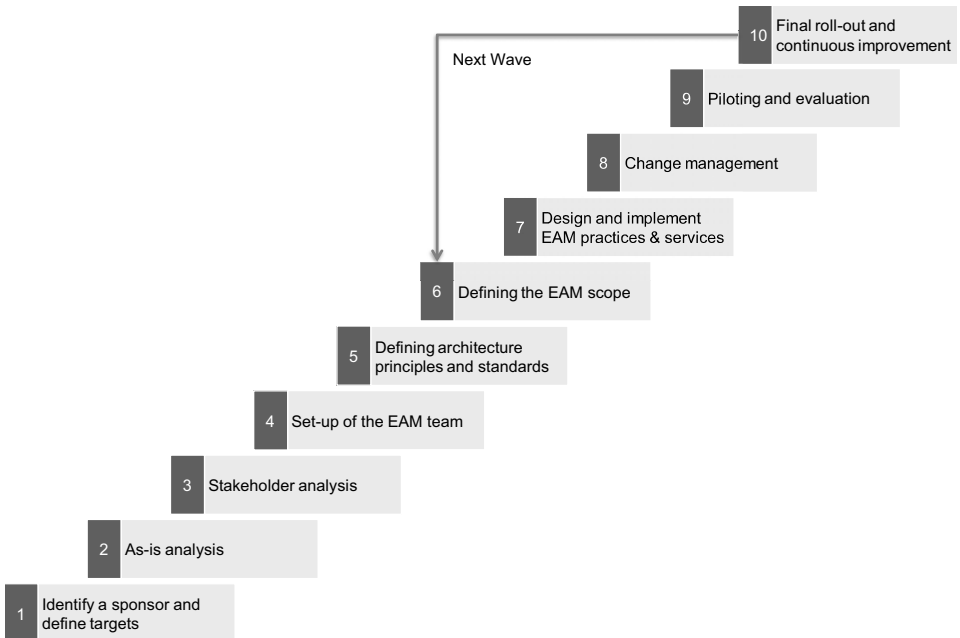 10 Final roll-out and
continuous improvement
Next Wave
9 Piloting and evaluation
8 Change management
7 Design and implement
EAM practices & services
6 Defining the EAM scope
5 Defining architecture
principles and standards
4 Set-up of the EAM team
3 Stakeholder analysis
2 As-is analysis
1 Identify a sponsor and
define targets